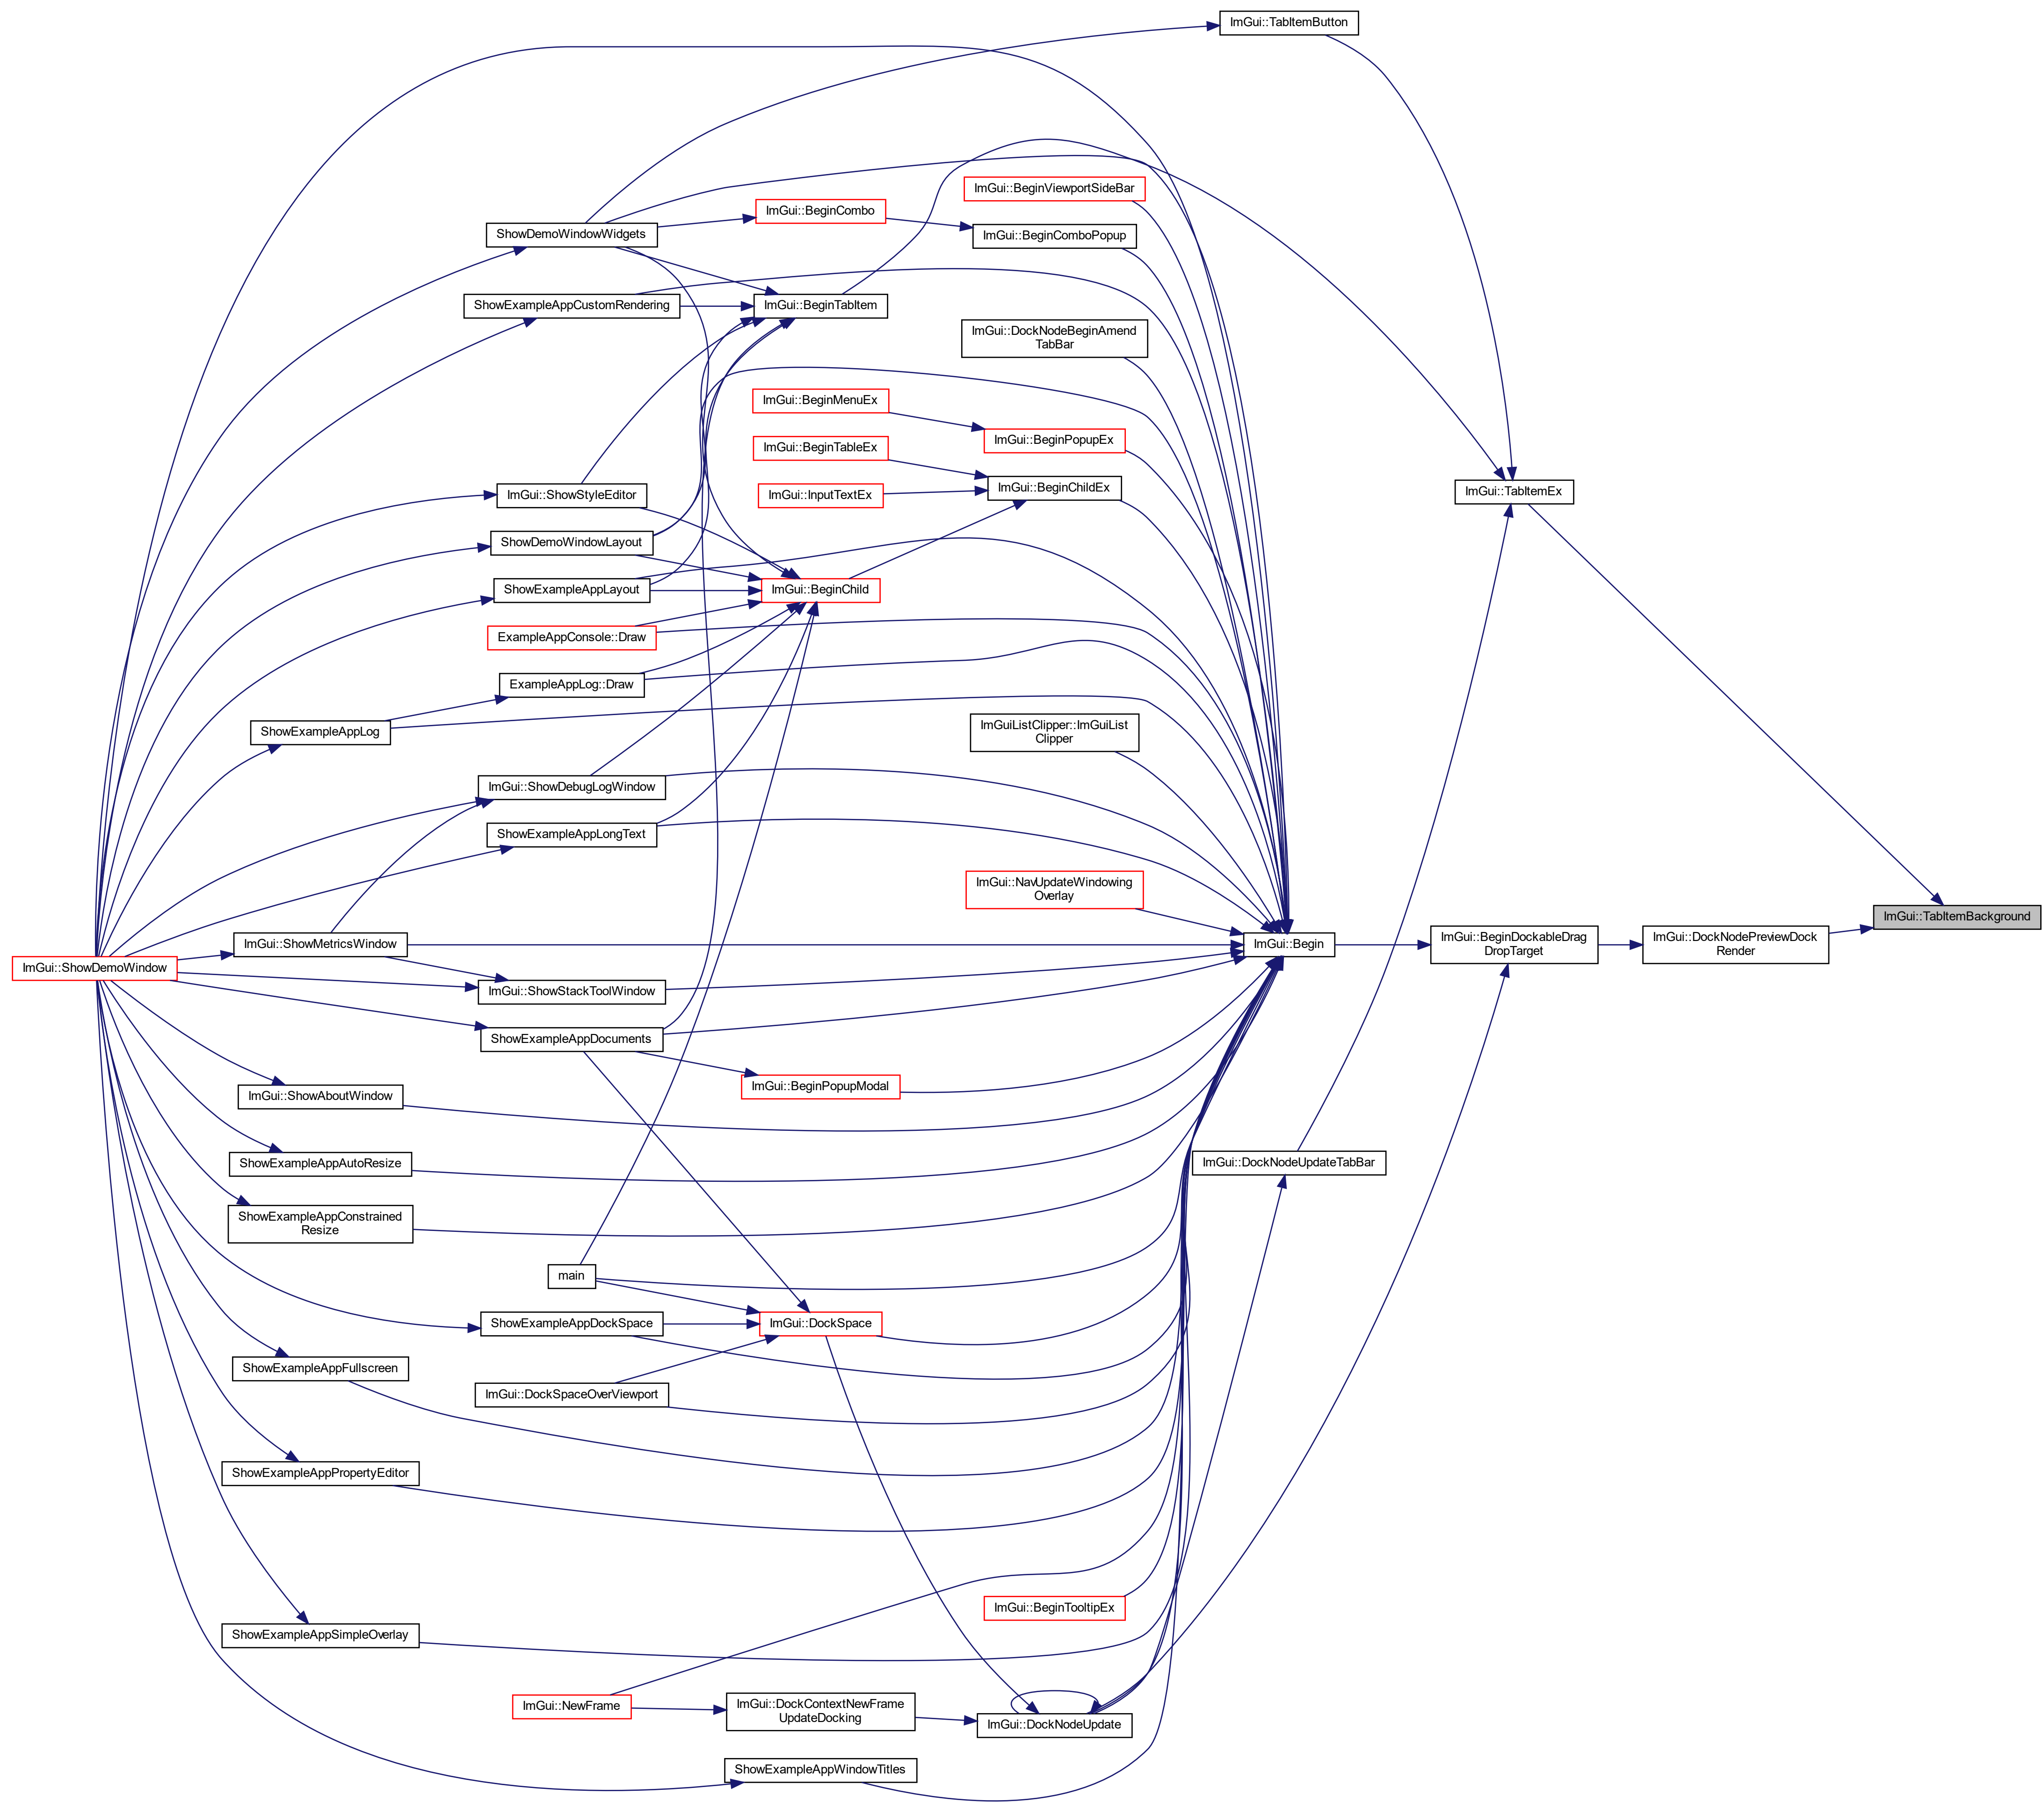 ImGui::TabItemButton
ImGui::BeginViewportSideBar
ImGui::BeginCombo
ShowDemoWindowWidgets
ImGui::BeginComboPopup
ShowExampleAppCustomRendering
ImGui::BeginTabItem
ImGui::DockNodeBeginAmend
TabBar
ImGui::BeginMenuEx
ImGui::BeginPopupEx
ImGui::BeginTableEx
ImGui::InputTextEx
ImGui::BeginChildEx
ImGui::TabItemEx
ImGui::ShowStyleEditor
ShowDemoWindowLayout
ShowExampleAppLayout
ImGui::BeginChild
ExampleAppConsole::Draw
ExampleAppLog::Draw
ShowExampleAppLog
ImGuiListClipper::ImGuiList
Clipper
ImGui::ShowDebugLogWindow
ShowExampleAppLongText
ImGui::NavUpdateWindowing
Overlay
ImGui::TabItemBackground
ImGui::ShowMetricsWindow
ImGui::Begin
ImGui::BeginDockableDrag
DropTarget
ImGui::DockNodePreviewDock
Render
ImGui::ShowDemoWindow
ImGui::ShowStackToolWindow
ShowExampleAppDocuments
ImGui::BeginPopupModal
ImGui::ShowAboutWindow
ShowExampleAppAutoResize
ImGui::DockNodeUpdateTabBar
ShowExampleAppConstrained
Resize
main
ShowExampleAppDockSpace
ImGui::DockSpace
ShowExampleAppFullscreen
ImGui::DockSpaceOverViewport
ShowExampleAppPropertyEditor
ImGui::BeginTooltipEx
ShowExampleAppSimpleOverlay
ImGui::NewFrame
ImGui::DockContextNewFrame
UpdateDocking
ImGui::DockNodeUpdate
ShowExampleAppWindowTitles